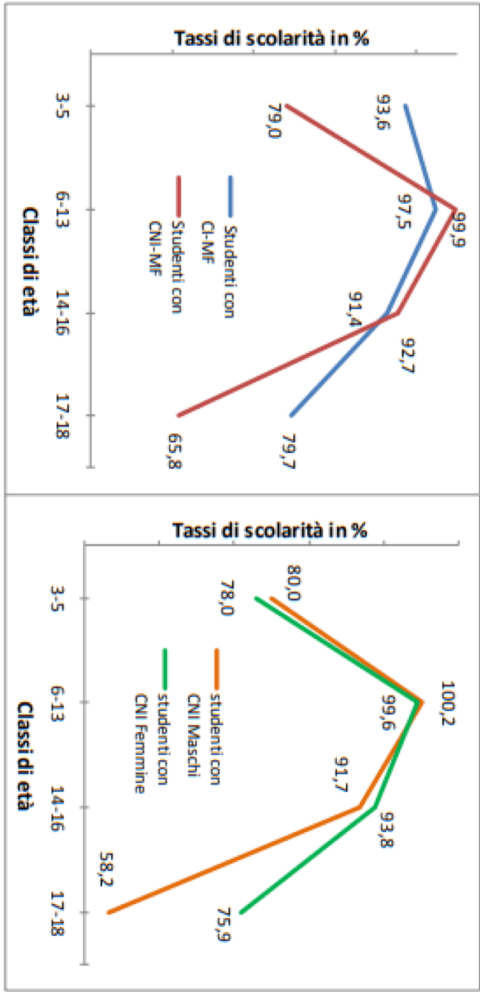 Tassi di scolarità in %
93,6
97,5
91,4
79,7
79,0
99,9
92,7
65,8
Studenti con
CI-MF
Studenti con
CNI-MF
3-5
6-13
14-16
17-18
Classi di età
Tassi di scolarità in %
80,0
100,2
91,7
58,2
78,0
99,6
93,8
75,9
studenti con
CNI Maschi
studenti con
CNI Femmine
3-5
6-13
14-16
17-18
Classi di età